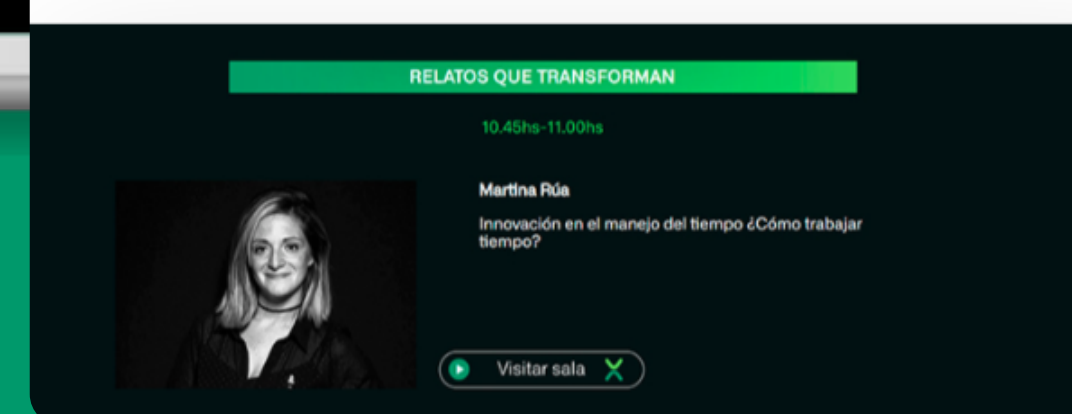 RELATOS QUE TRANSFORMAN
10.45hs-11.00hs
Martina Rúa
Innovación en el manejo del tiempo ¿Cómo trabajar
tiempo?
Visitar sala